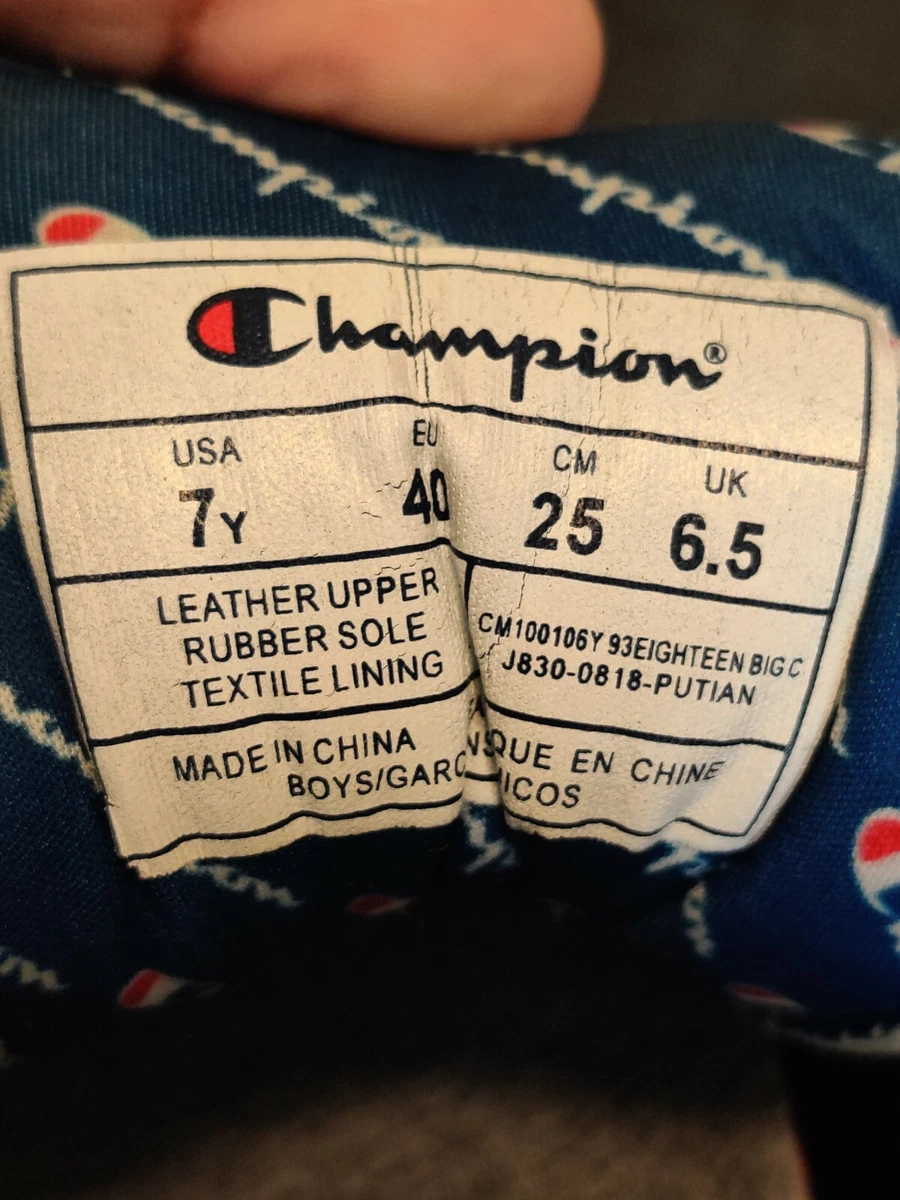 Champion®
USA EU CM UK
7Y 40 25 6.5
LEATHER UPPER
RUBBER SOLE
TEXTILE LINING
CM100106Y 93EIGHTEEN BIG C
J830-0818-PUTIAN
MADE IN CHINA QUE EN CHINE
BOYS/GARC ICOS